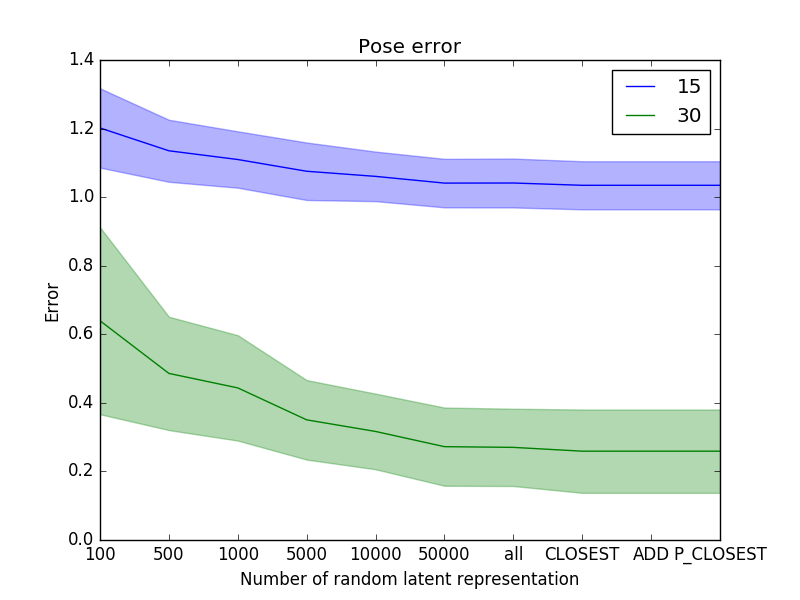 Pose error
15
30
Error
1.4
1.2
1.0
0.8
0.6
0.4
0.2
0.0
100 500 1000 5000 10000 50000 all CLOSEST ADD P_CLOSEST
Number of random latent representation